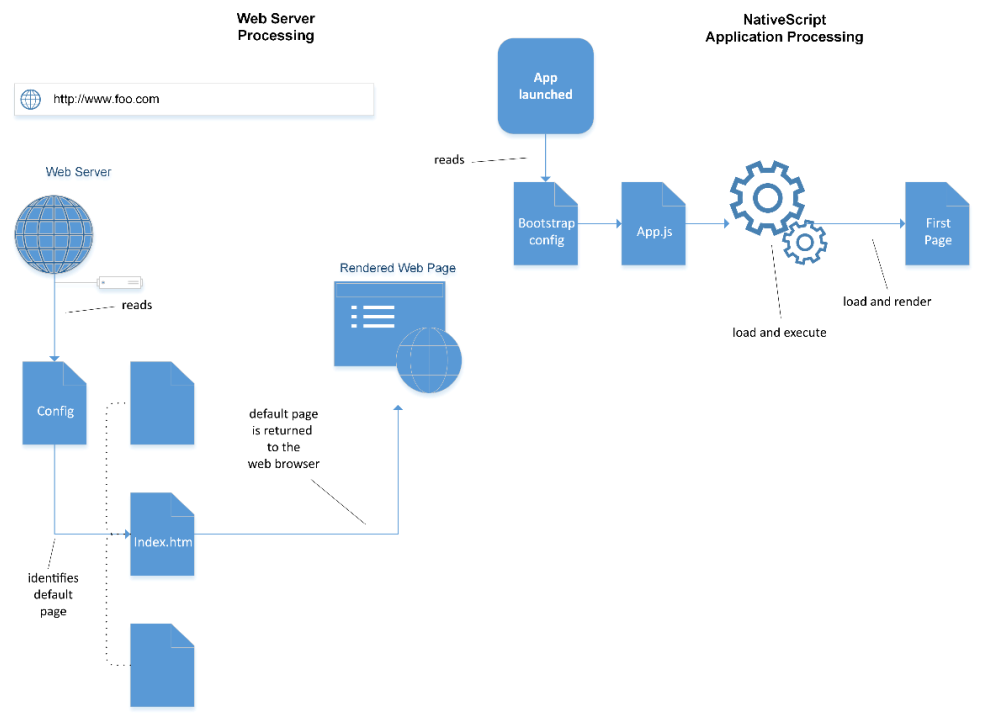 Web Server
Processing
http://www.foo.com
Web Server
reads
Config
identifies
default
page
Index.htm
default page
is returned
to the
web browser
Rendered Web Page
NativeScript
Application Processing
App
launched
reads
Bootstrap
config
App.js
load and execute
load and render
First
Page